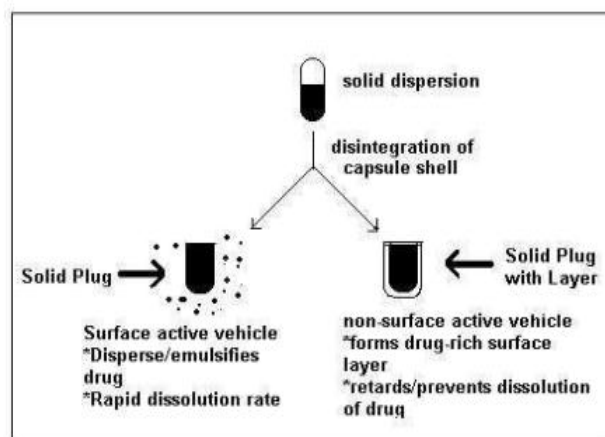 solid dispersion
disintegration of
capsule shell
Solid Plug
Solid Plug
with Layer
Surface active vehicle
*Disperse/emulsifies
drug
*Rapid dissolution rate
non-surface active vehicle
*forms drug-rich surface
layer
*retards/prevents dissolution
of drug